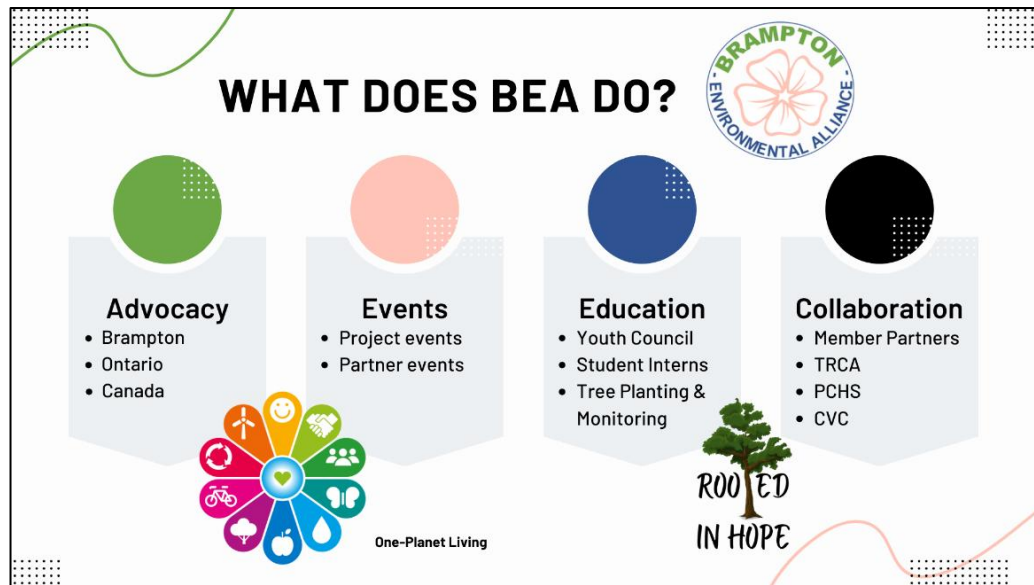 WHAT DOES BEA DO?
BRAMPTON
- ENVIRONMENTAL ALLIANCE -
Advocacy
• Brampton
• Ontario
• Canada
Events
• Project events
• Partner events
Education
• Youth Council
• Student Interns
• Tree Planting &
Monitoring
Collaboration
• Member Partners
• TRCA
• PCHS
• CVC
One-Planet Living
ROOTED
IN HOPE